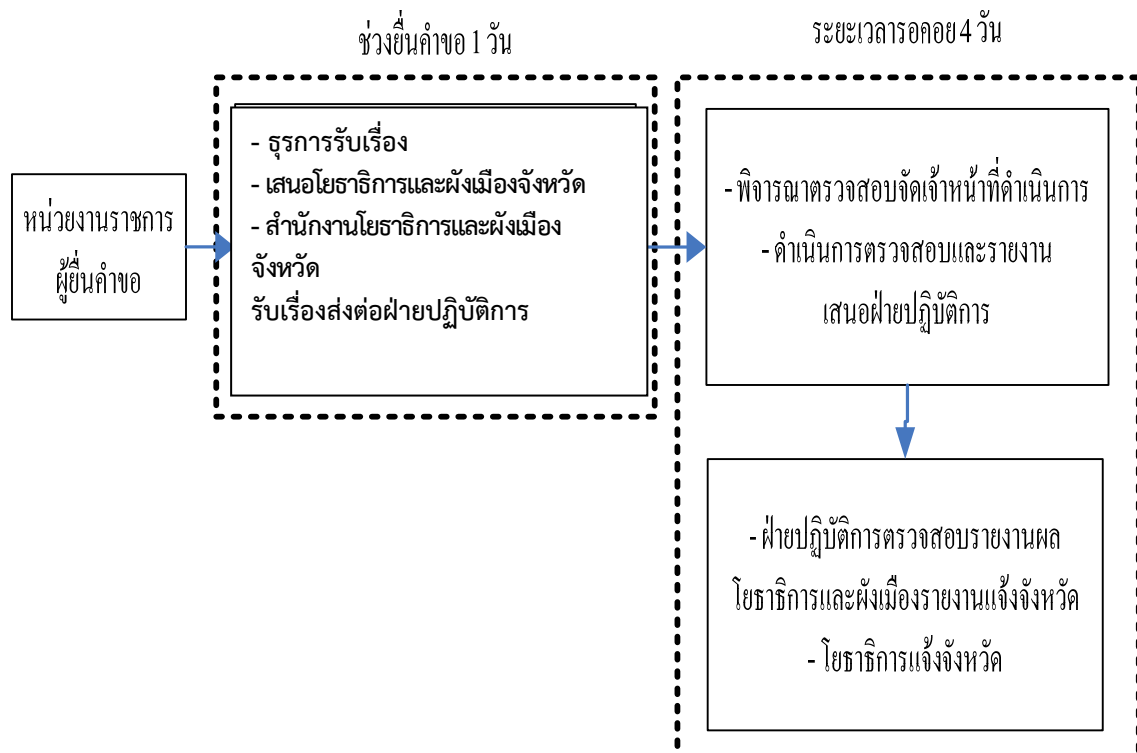 ช่วงยื่นคำขอ 1 วัน
ระยะเวลารอคอย 4 วัน
หน่วยงานราชการ
ผู้ยื่นคำขอ
- ธุรการรับเรื่อง
- เสนอโยธาธิการและผังเมืองจังหวัด
- สำนักงานโยธาธิการและผังเมือง
จังหวัด
รับเรื่องส่งต่อฝ่ายปฏิบัติการ
- พิจารณาตรวจสอบจัดเจ้าหน้าที่ดำเนินการ
- ดำเนินการตรวจสอบและรายงาน
เสนอฝ่ายปฏิบัติการ
- ฝ่ายปฏิบัติการตรวจสอบรายงานผล
โยธาธิการและผังเมืองรายงานแจ้งจังหวัด
- โยธาธิการแจ้งจังหวัด